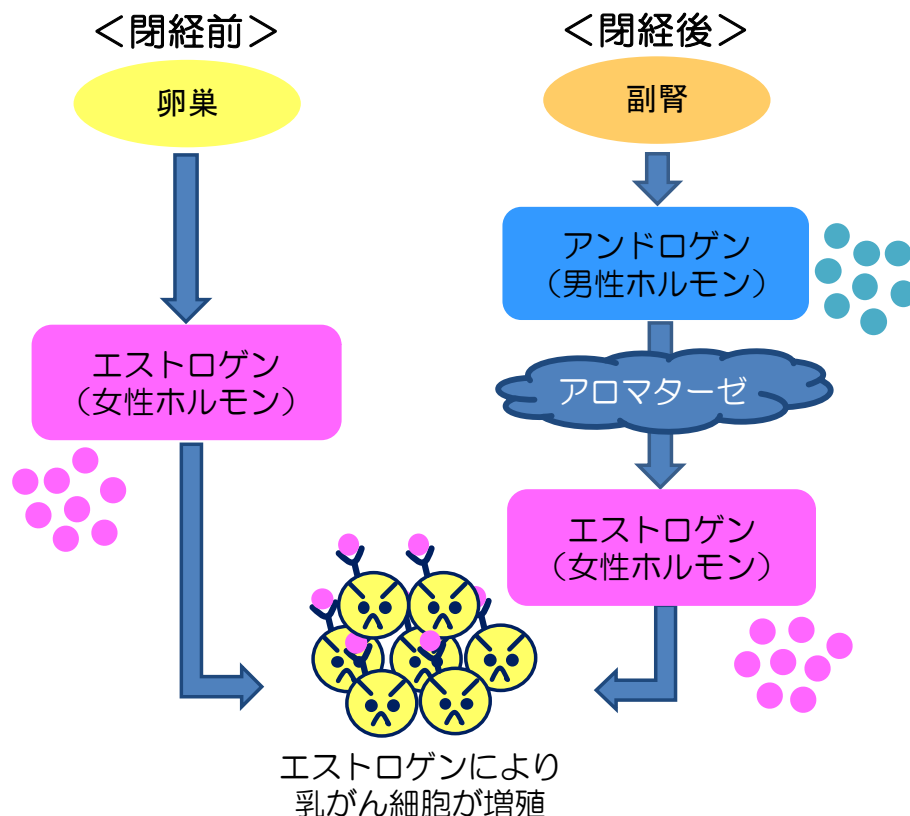 ＜閉経前＞
卵巣
エストロゲン
（女性ホルモン）
＜閉経後＞
副腎
アンドロゲン
（男性ホルモン）
アロマターゼ
エストロゲン
（女性ホルモン）
エストロゲンにより
乳がん細胞が増殖